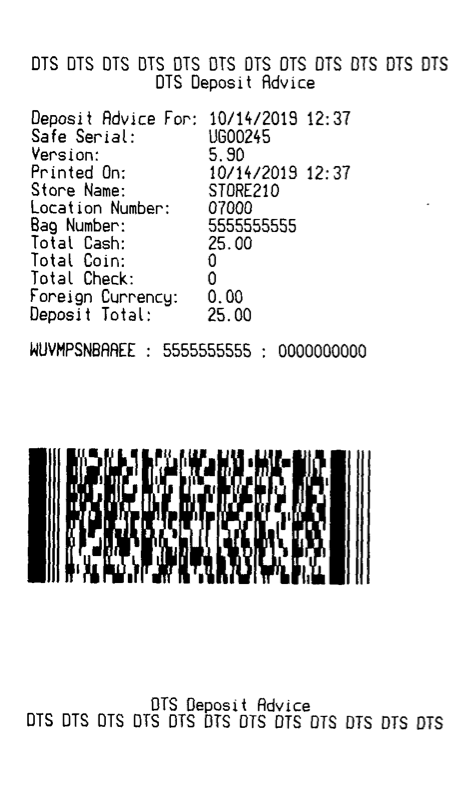 DTS DTS DTS DTS DTS DTS DTS DTS DTS DTS DTS DTS
DTS Deposit Advice
Deposit Advice For: 10/14/2019 12:37
Safe Serial: UG00245
Version: 5.90
Printed On: 10/14/2019 12:37
Store Name: STORE210
Location Number: 07000
Bag Number: 5555555555
Total Cash: 25.00
Total Coin: 0
Total Check: 0
Foreign Currency: 0.00
Deposit Total: 25.00
WUVMPSNBAAEE : 5555555555 : 0000000000
DTS Deposit Advice
DTS DTS DTS DTS DTS DTS DTS DTS DTS DTS DTS DTS